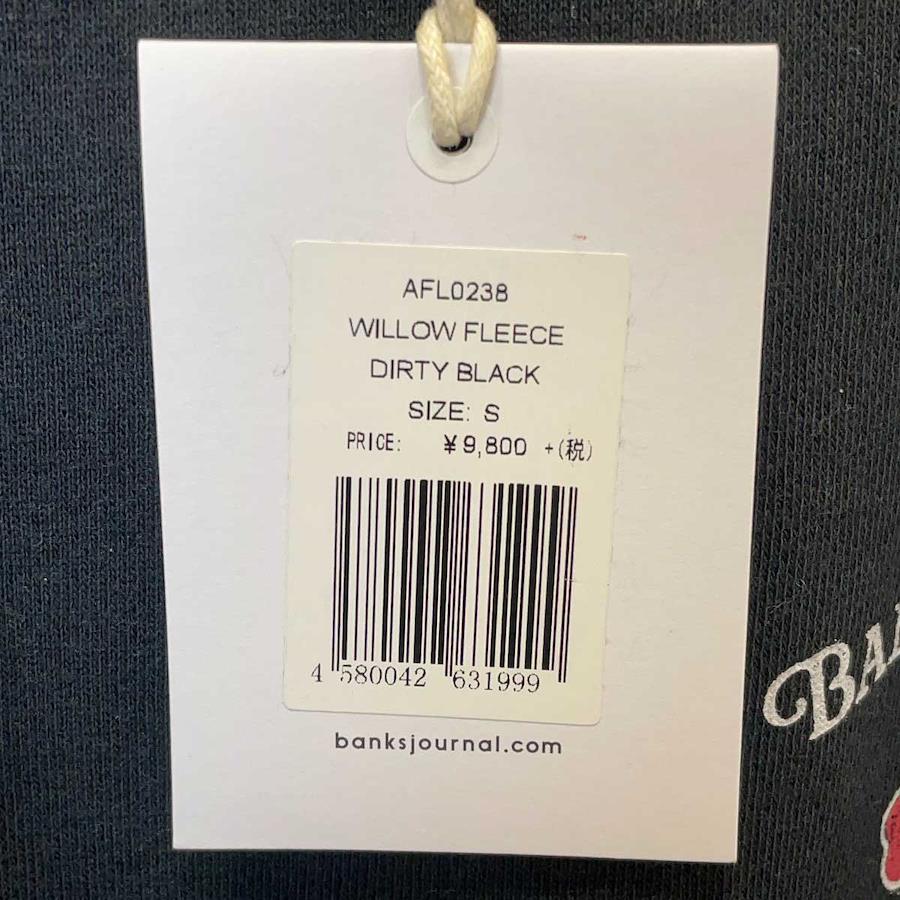 AFL0238
WILLOW FLEECE
DIRTY BLACK
SIZE: S
PRICE: ¥9,800 +(税)
4 580042 631999
banksjournal.com